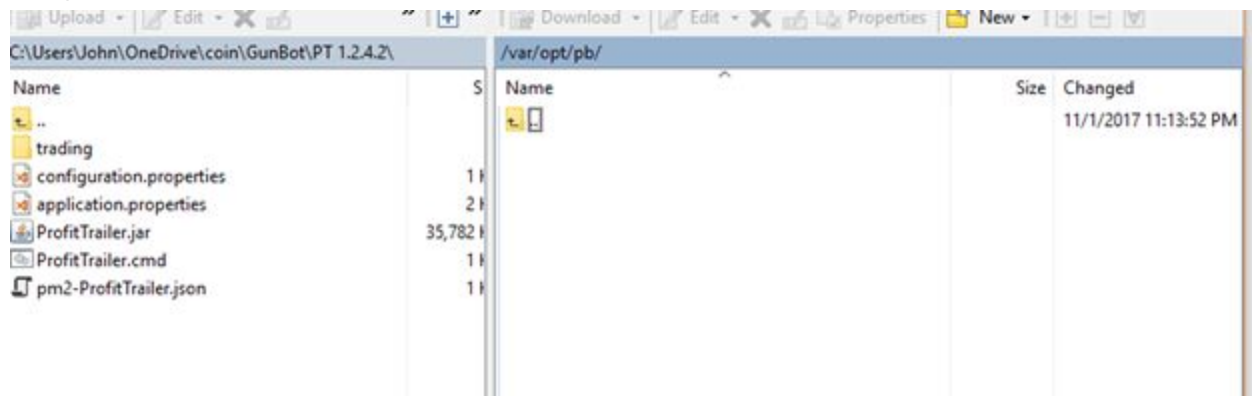 Upload Edit » » Download Edit Properties New
C:\Users\John\OneDrive\coin\GunBot\PT 1.2.4.2\ /var/opt/pb/
Name S Name Size Changed
.. .. 11/1/2017 11:13:52 PM
trading
configuration.properties 1
application.properties 2
ProfitTrailer.jar 35,782
ProfitTrailer.cmd 1
pm2-ProfitTrailer.json 1